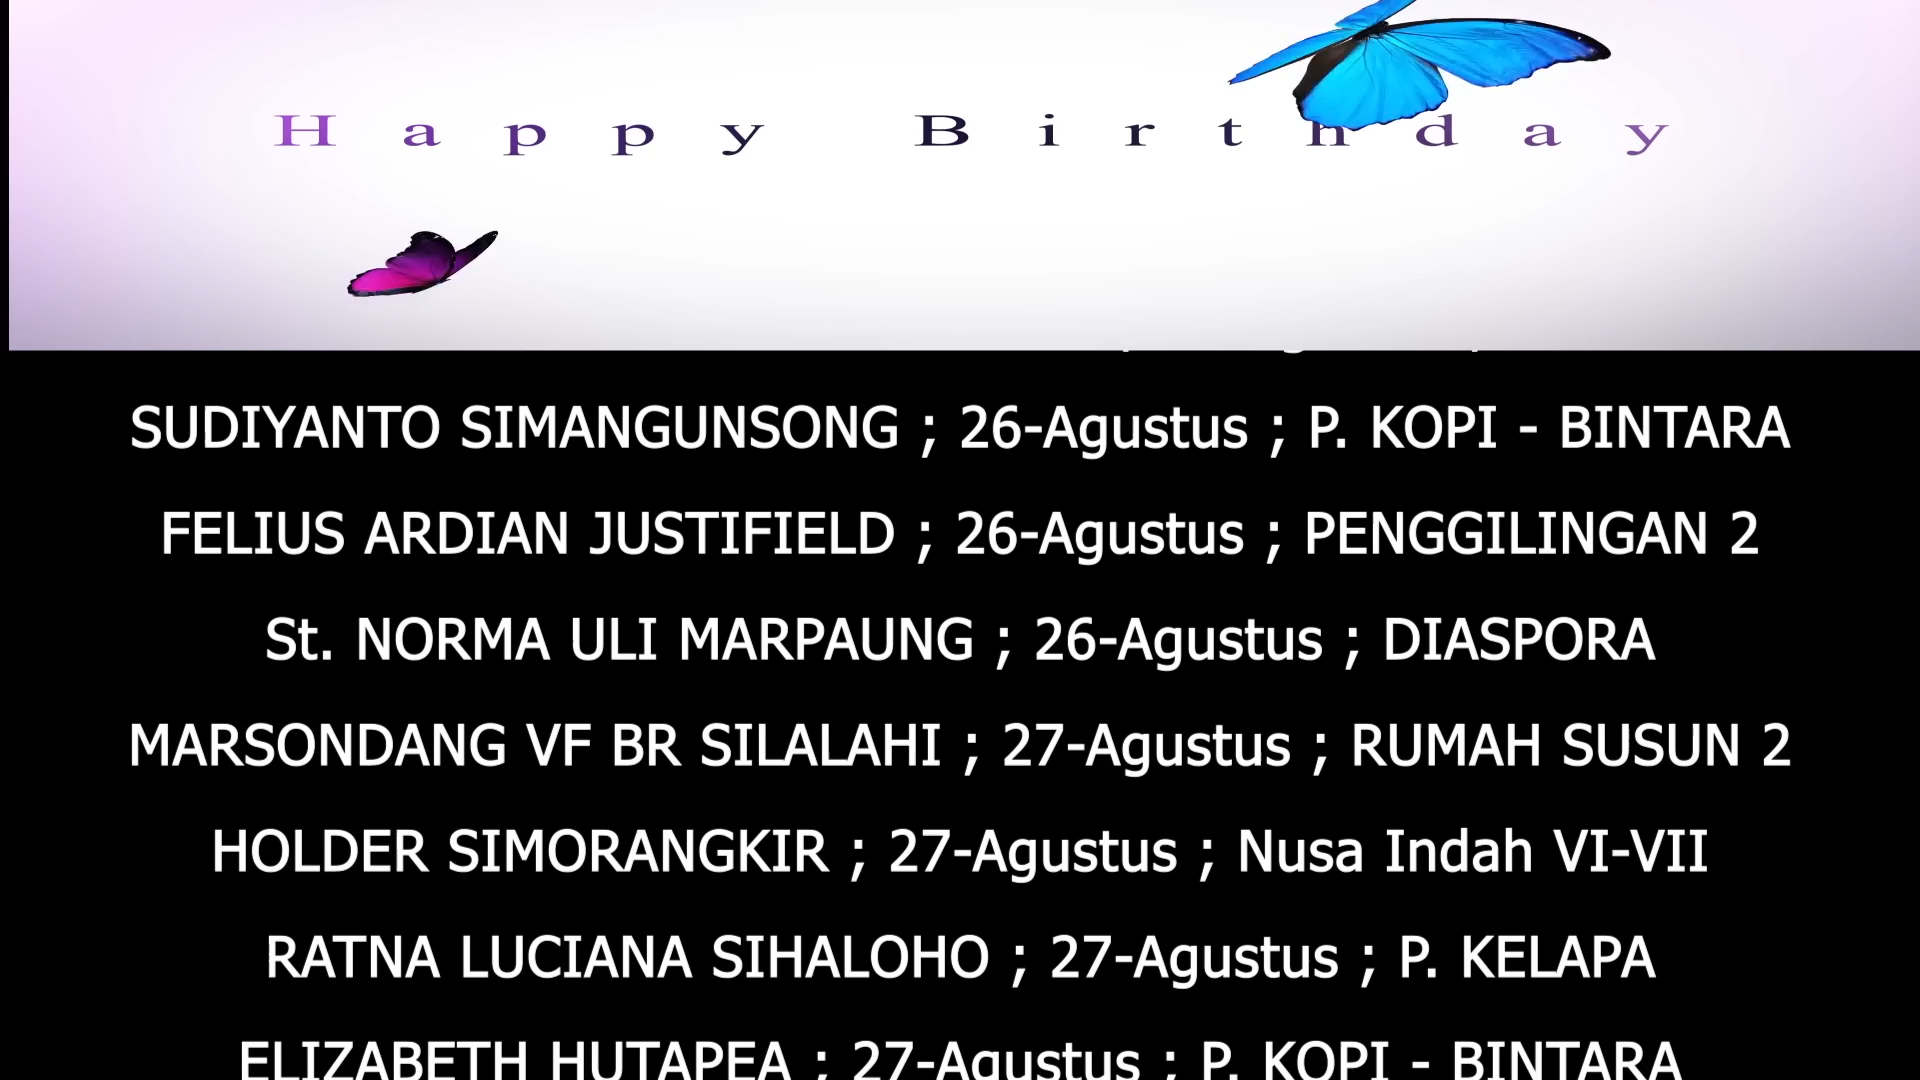 Happy Birthday
SUDIYANTO SIMANGUNSONG ; 26-Agustus ; P. KOPI - BINTARA
FELIUS ARDIAN JUSTIFIELD ; 26-Agustus ; PENGGILINGAN 2
St. NORMA ULI MARPAUNG ; 26-Agustus ; DIASPORA
MARSONDANG VF BR SILALAHI ; 27-Agustus ; RUMAH SUSUN 2
HOLDER SIMORANGKIR ; 27-Agustus ; Nusa Indah VI-VII
RATNA LUCIANA SIHALOHO ; 27-Agustus ; P. KELAPA
ELIZABETH HUTAPEA ; 27-Agustus ; P. KOPI - BINTARA